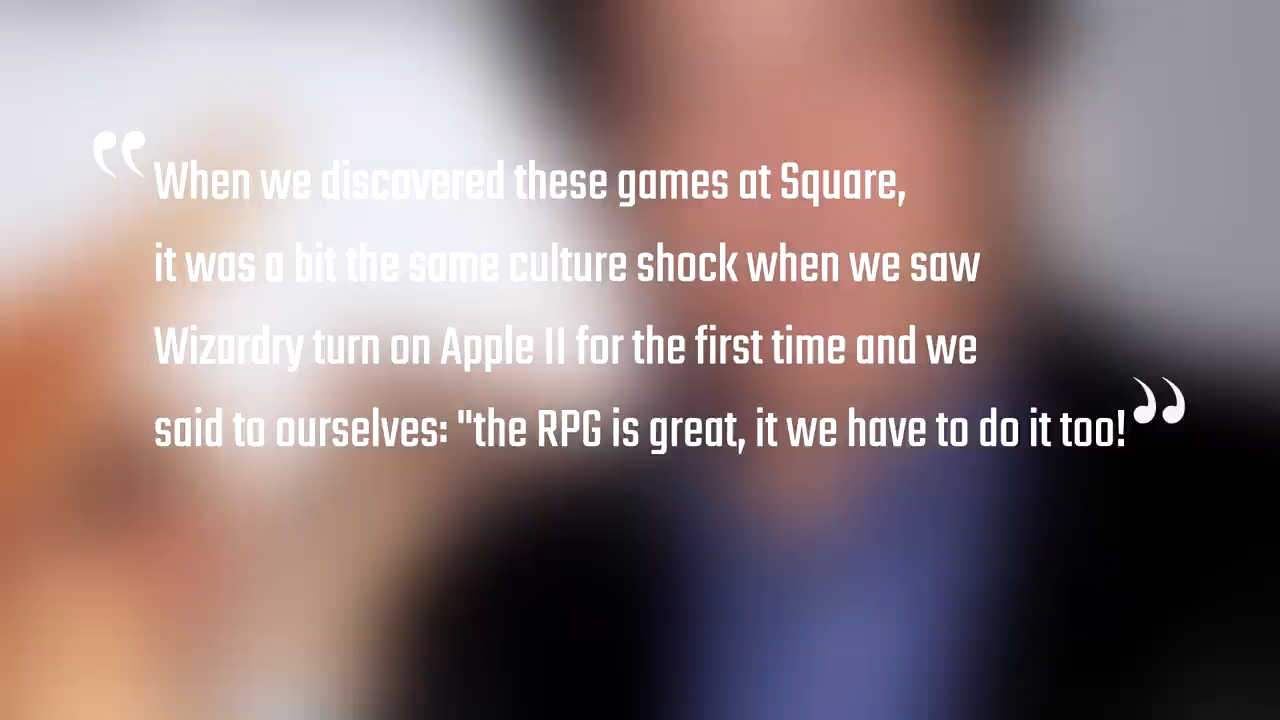 “When we discovered these games at Square,
it was a bit the same culture shock when we saw
Wizardry turn on Apple II for the first time and we
said to ourselves: "the RPG is great, it we have to do it too!”